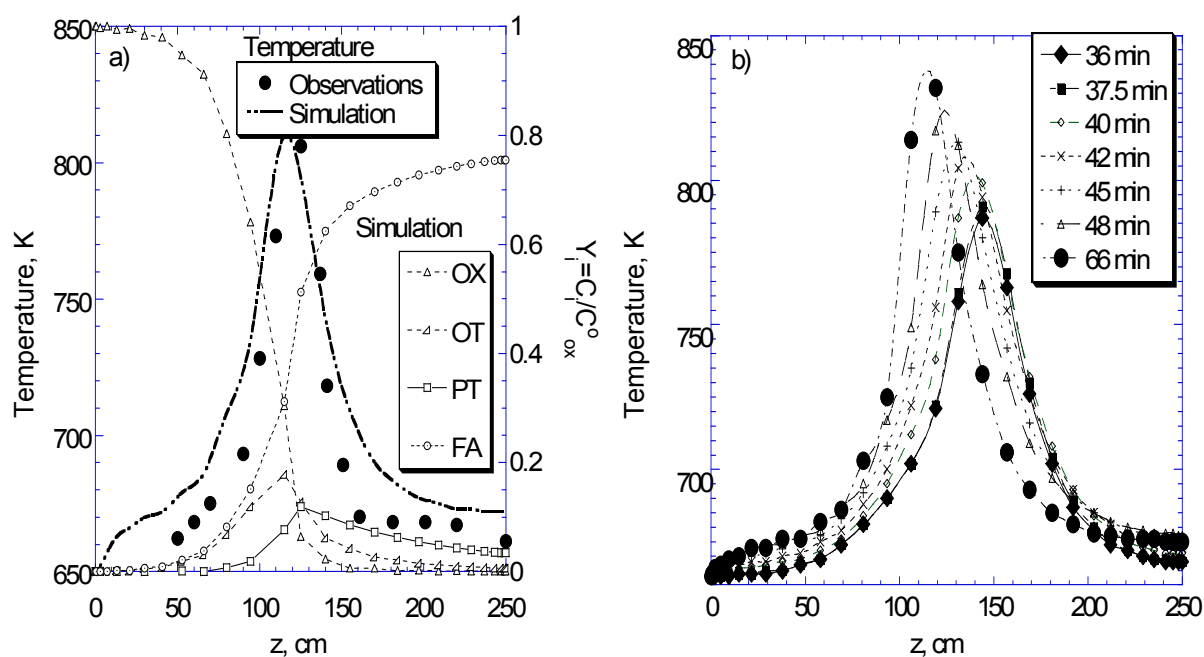 a)
Temperature
Observations
Simulation
Simulation
OX
OT
PT
FA
850
800
750
700
650
Temperature, K
1
0.8
0.6
0.4
0.2
0
Y_i=C_i/C^o_ox
0 50 100 150 200 250
z, cm
b)
36 min
37.5 min
40 min
42 min
45 min
48 min
66 min
850
800
750
700
Temperature, K
0 50 100 150 200 250
z, cm